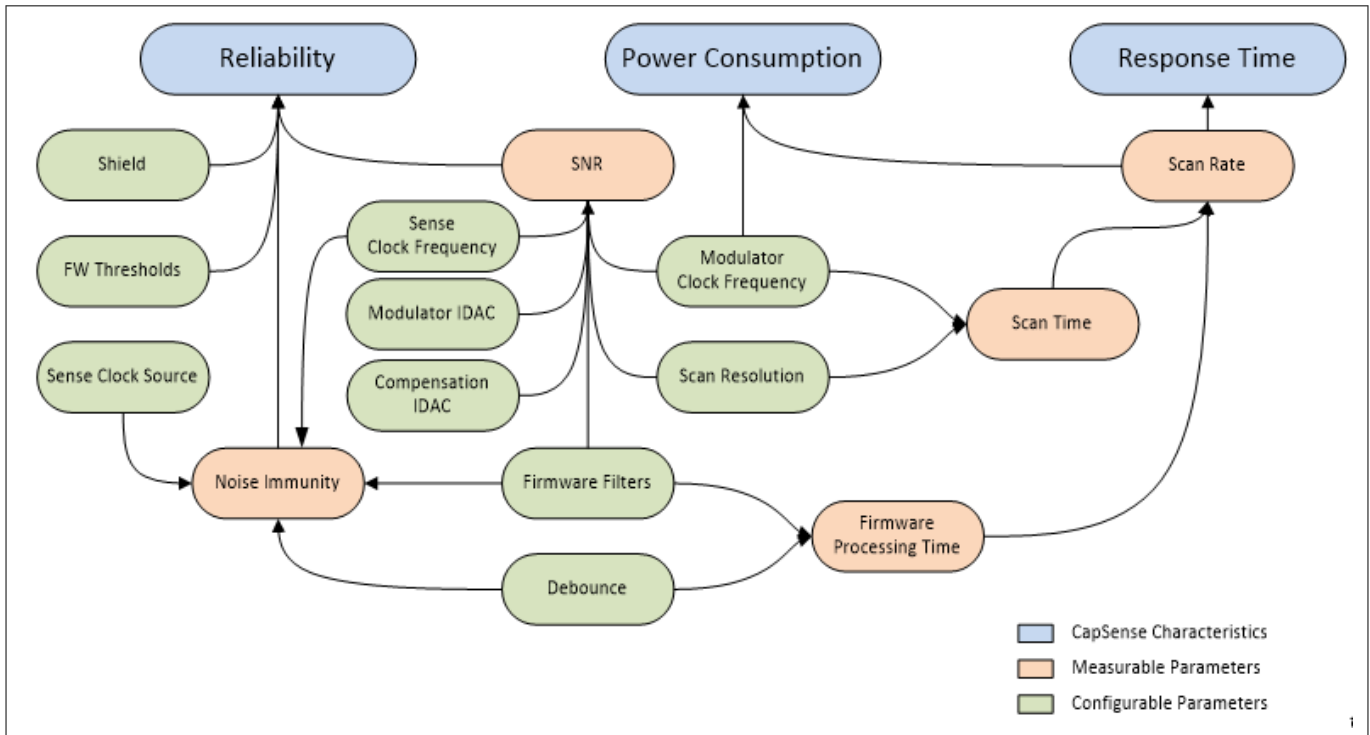 Reliability
Power Consumption
Response Time
Shield
SNR
Scan Rate
Sense
Clock Frequency
FW Thresholds
Modulator
Clock Frequency
Modulator IDAC
Scan Time
Sense Clock Source
Compensation
IDAC
Scan Resolution
Noise Immunity
Firmware Filters
Firmware
Processing Time
Debounce
CapSense Characteristics
Measurable Parameters
Configurable Parameters
1